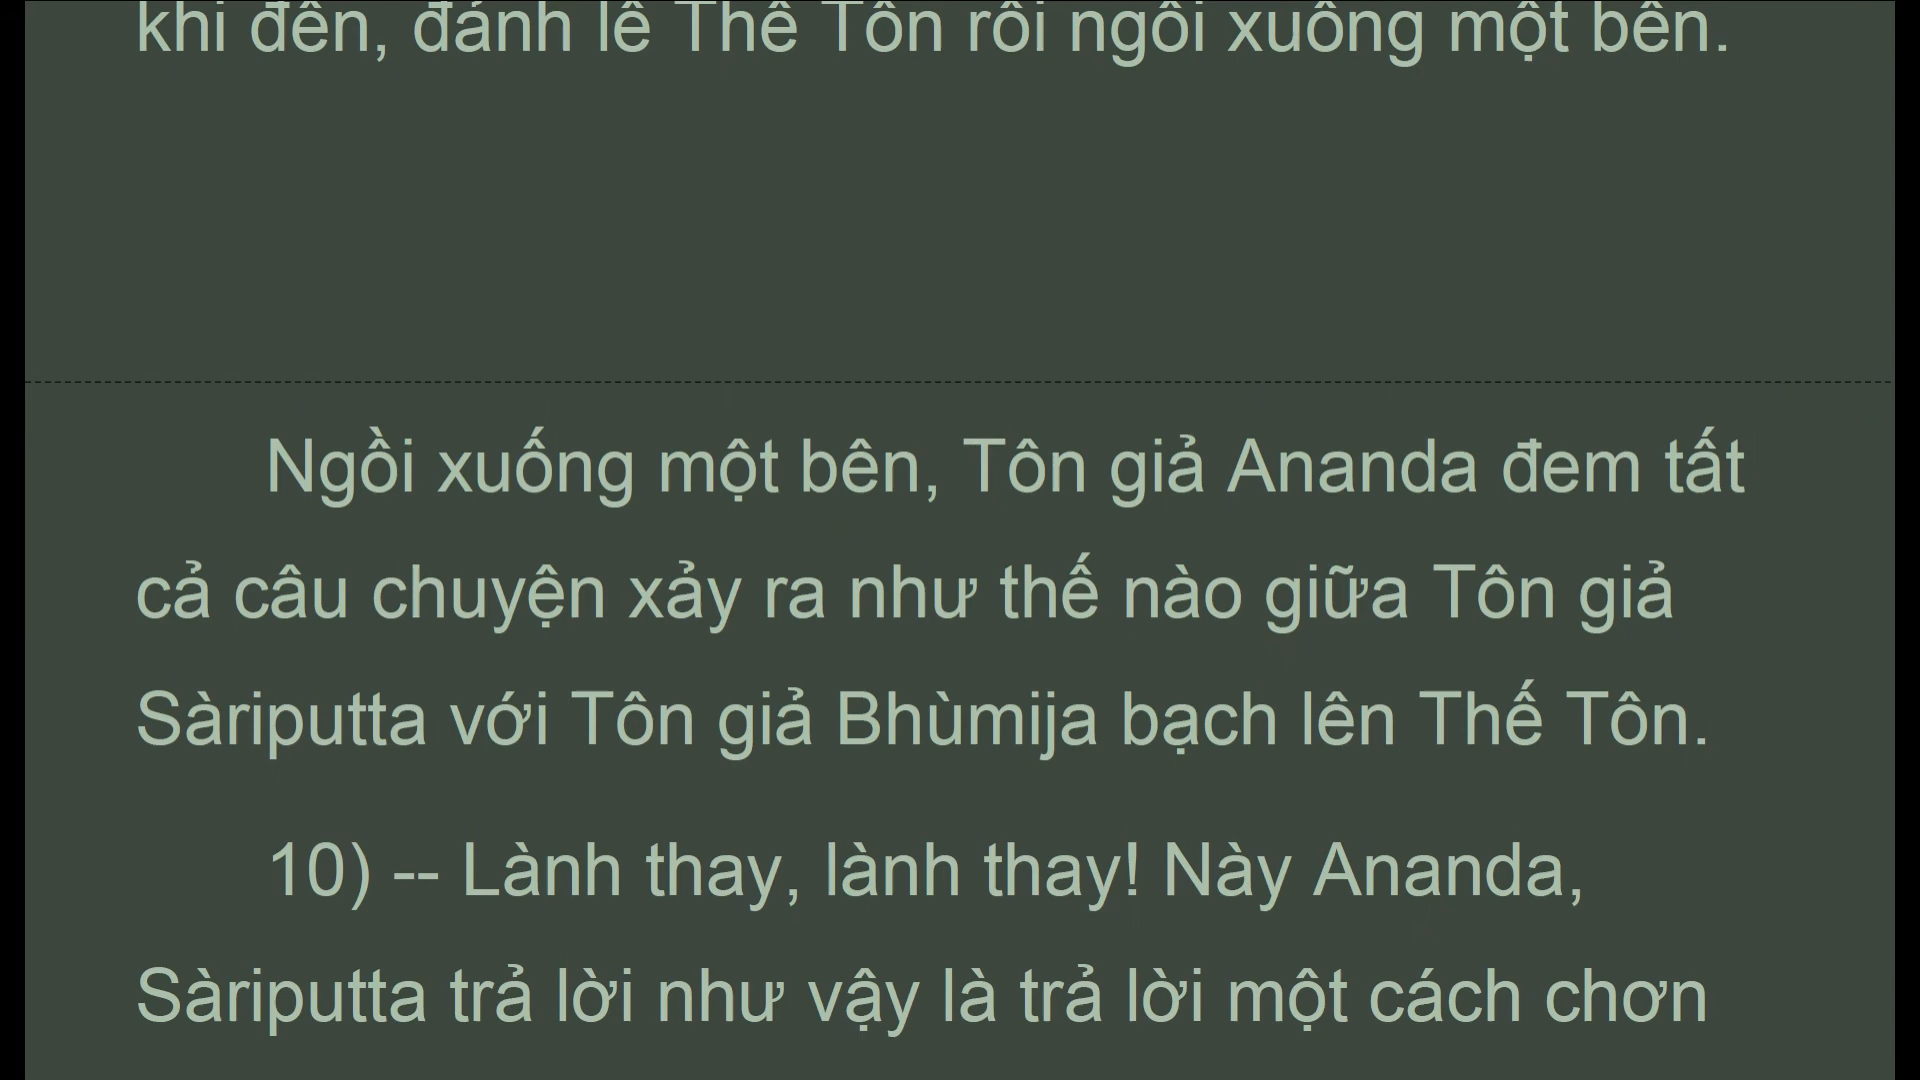 khi đến, đảnh lễ Thế Tôn rồi ngồi xuống một bên.
Ngồi xuống một bên, Tôn giả Ananda đem tất
cả câu chuyện xảy ra như thế nào giữa Tôn giả
Sàriputta với Tôn giả Bhùmija bạch lên Thế Tôn.
10) -- Lành thay, lành thay! Này Ananda,
Sàriputta trả lời như vậy là trả lời một cách chơn